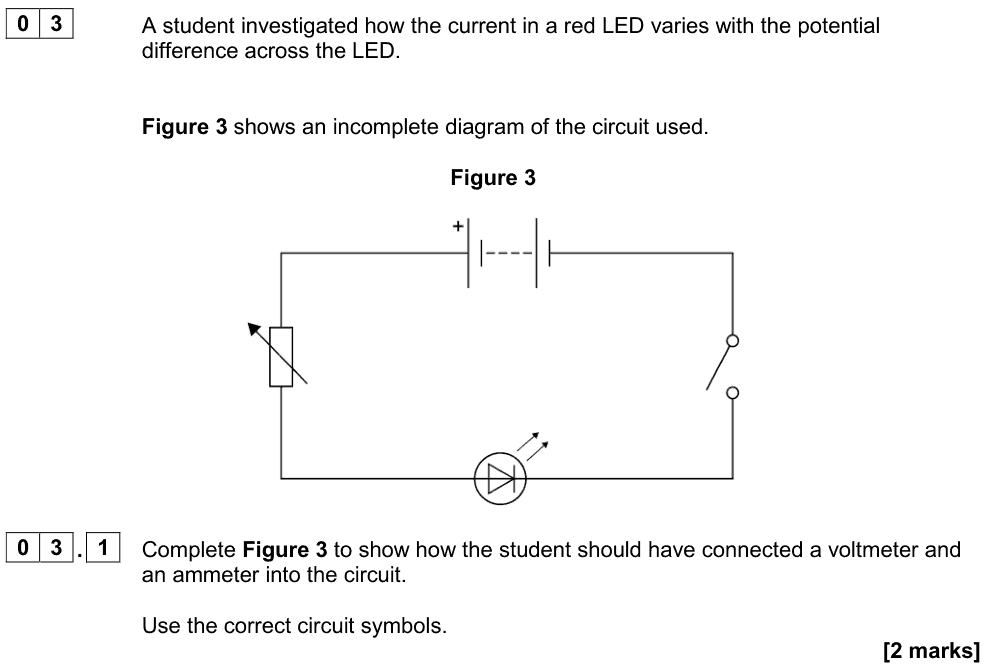 0 3 A student investigated how the current in a red LED varies with the potential
difference across the LED.
Figure 3 shows an incomplete diagram of the circuit used.
Figure 3
+
0 3 . 1 Complete Figure 3 to show how the student should have connected a voltmeter and
an ammeter into the circuit.
Use the correct circuit symbols.
[2 marks]